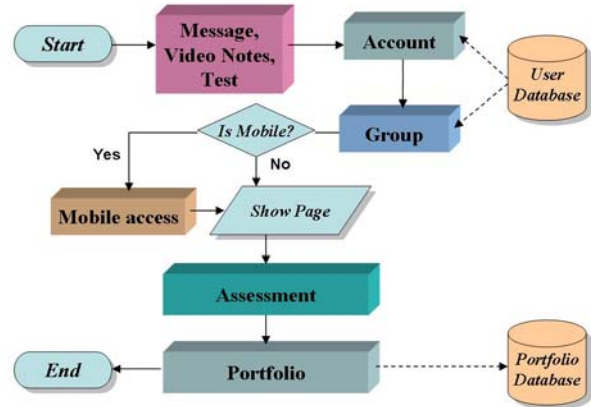 Start
Message,
Video Notes,
Test
Account
User
Database
Is Mobile?
Group
Yes
No
Mobile access
Show Page
Assessment
End
Portfolio
Portfolio
Database